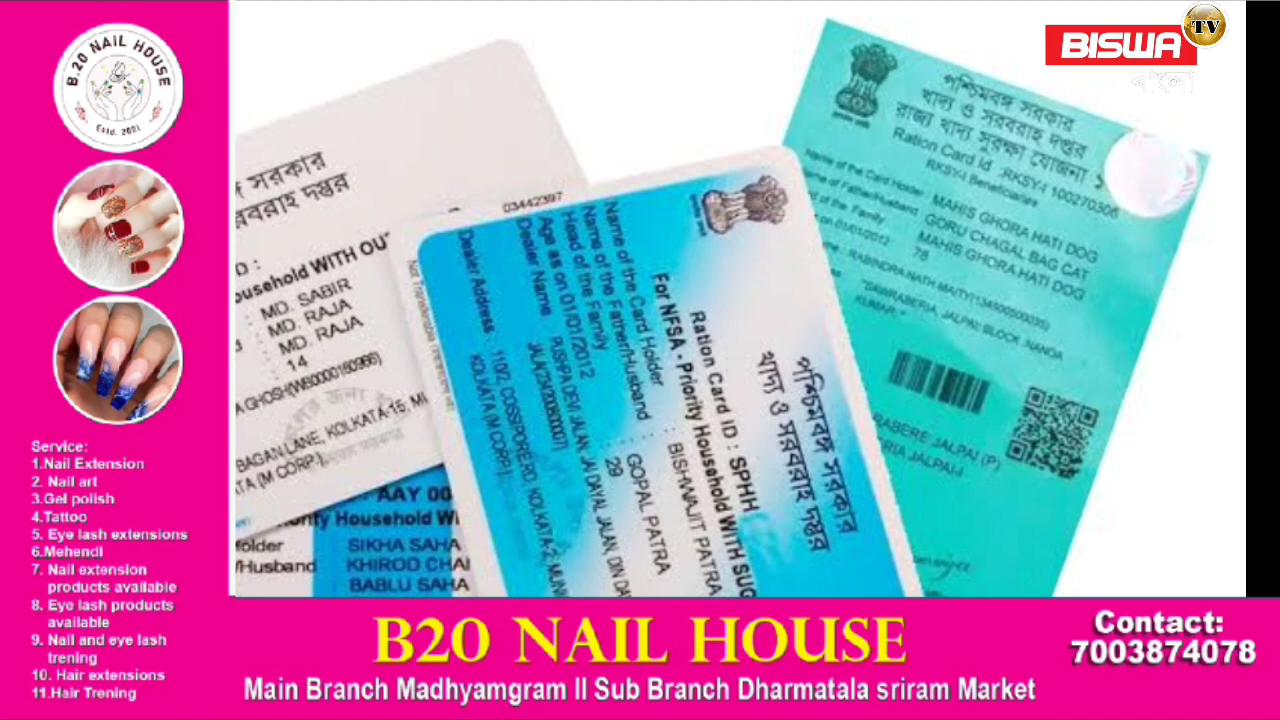 B.20 NAIL HOUSE
Estd. 2001
Service:
1.Nail Extension
2. Nail art
3.Gel polish
4.Tattoo
5. Eye lash extensions
6.Mehendi
7. Nail extension
products available
8. Eye lash products
available
9. Nail and eye lash
trening
10. Hair extensions
11.Hair Trening
BISWA TV
বাংলা
সরকার
সরবরাহ দপ্তর
Household WITH
MD. SABIR
MD. RAJA
MD. RAJA
: 14
BAGAN LANE, KOLKATA-15,
AAY
Household
Holder
/Husband
SIKHA SAHA
KHIROD
BABLU SAHA
03442397
পশ্চিমবঙ্গ সরকার
খাদ্য ও সরবরাহ দপ্তর
Ration Card ID : SPHH
For NFSA - Priority Household WITH
Name of the Card Holder : BISHWAJIT PATRA
Name of the Father/Husband : GOPAL PATRA
Head of the Family
Age as on 01/01/2012 : 29
Dealer Name
Dealer Address :
পশ্চিমবঙ্গ সরকার
খাদ্য ও সরবরাহ দপ্তর
রাজ্য খাদ্য সুরক্ষা যোজনা ১
Ration Card Id :RKSY-I 100270306
RKSY-I Beneficiaries
Name of the Card Holder MAHIS GHORA HATI DOG
GORU CHAGAL BAG CAT
MAHIS GHORA HATI DOG
78
B20 NAIL HOUSE
Main Branch Madhyamgram II Sub Branch Dharmatala sriram Market
Contact:
7003874078